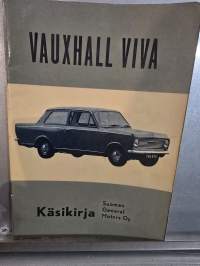 VAUXHALL VIVA
Käsikirja
Suomen
General
Motors Oy